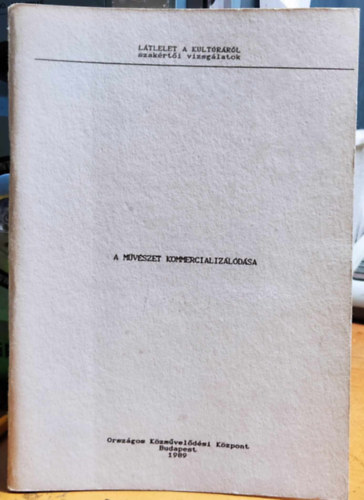 LÁTLELET A KULTÚRÁRÓL
szakértői vizsgálatok
A MŰVÉSZET KOMMERCIALIZÁLÓDÁSA
Országos Közművelődési Központ
Budapest
1989